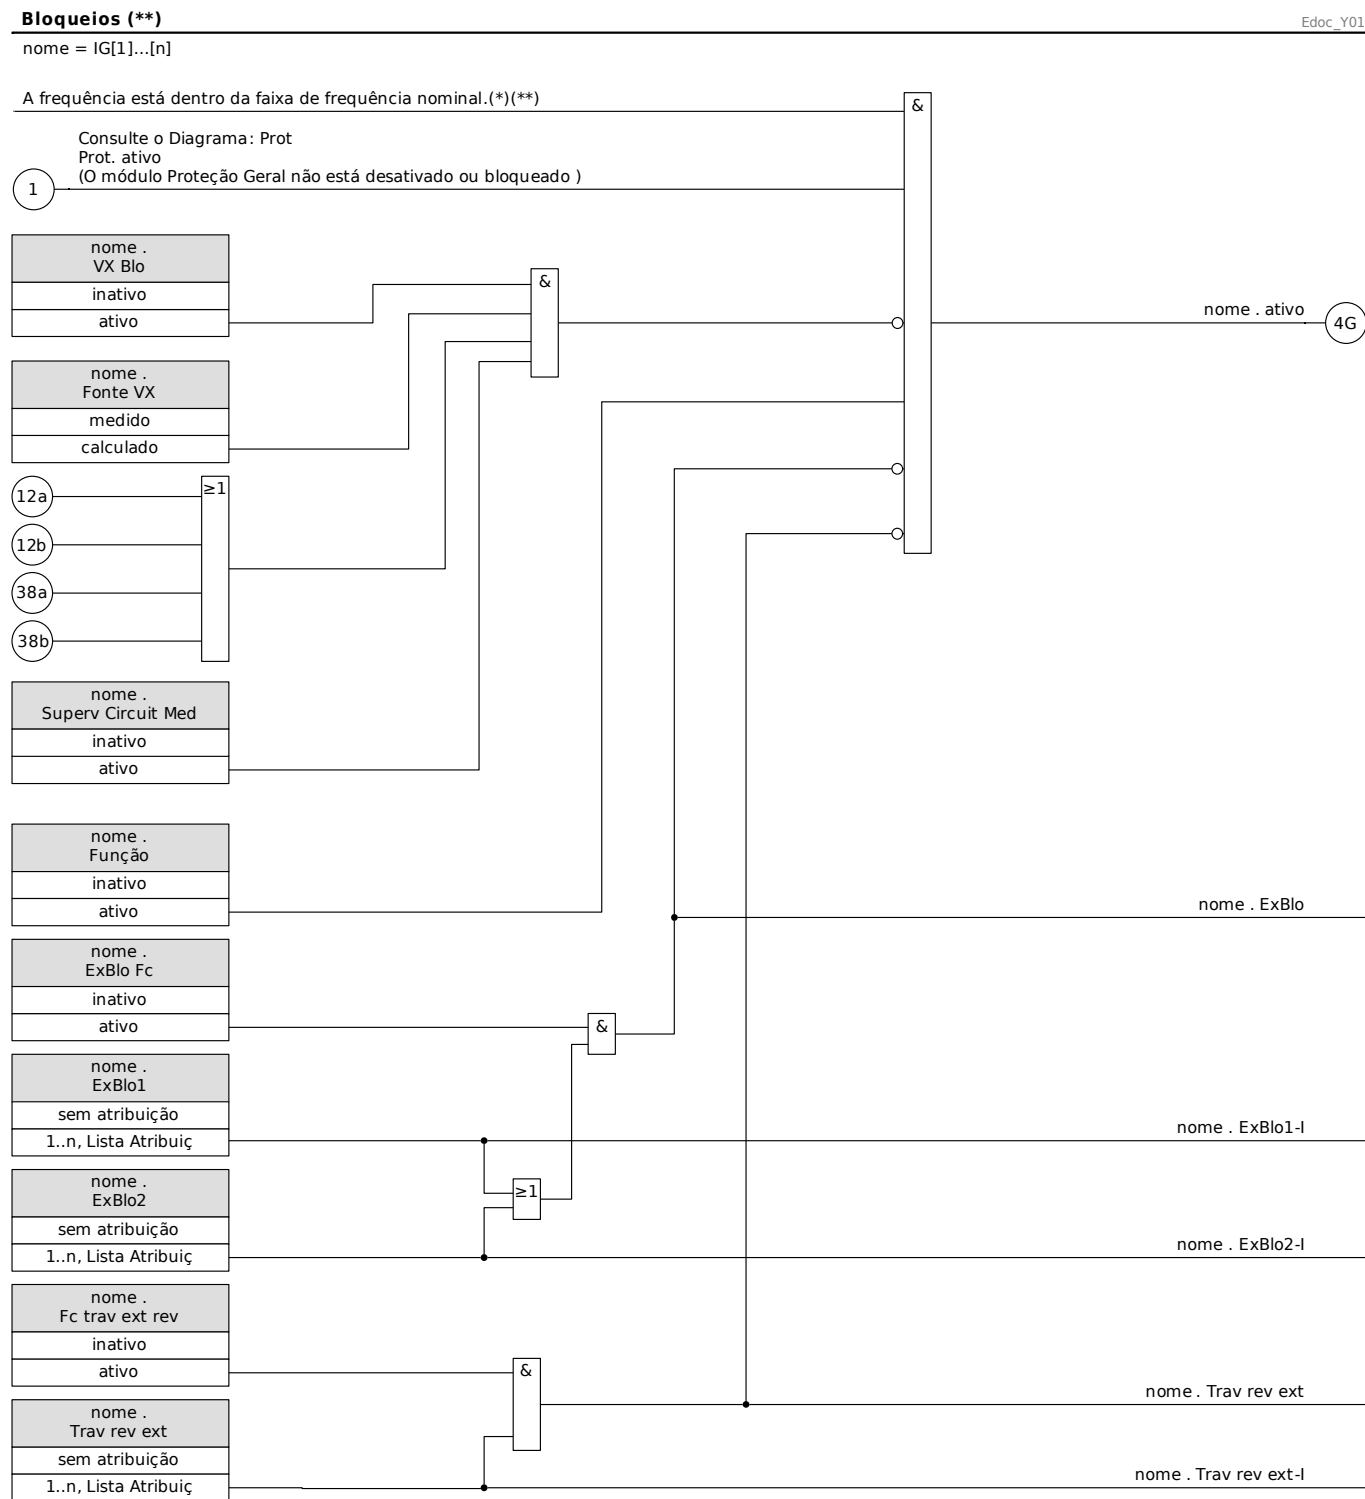 Bloqueios (**)
Edoc_Y01
nome = IG[1]...[n]
A frequência está dentro da faixa de frequência nominal.(*)(**)
&
Consulte o Diagrama: Prot
Prot. ativo
(O módulo Proteção Geral não está desativado ou bloqueado )
1
nome .
VX Blo
inativo
ativo
&
nome . ativo
4G
nome .
Fonte VX
medido
calculado
12a
≥1
12b
38a
38b
nome .
Superv Circuit Med
inativo
ativo
nome .
Função
inativo
ativo
nome . ExBlo
nome .
ExBlo Fc
inativo
ativo
&
nome .
ExBlo1
sem atribuição
1..n, Lista Atribuiç
nome . ExBlo1-I
nome .
ExBlo2
≥1
sem atribuição
1..n, Lista Atribuiç
nome . ExBlo2-I
nome .
Fc trav ext rev
inativo
ativo
&
nome . Trav rev ext
nome .
Trav rev ext
sem atribuição
1..n, Lista Atribuiç
nome . Trav rev ext-I